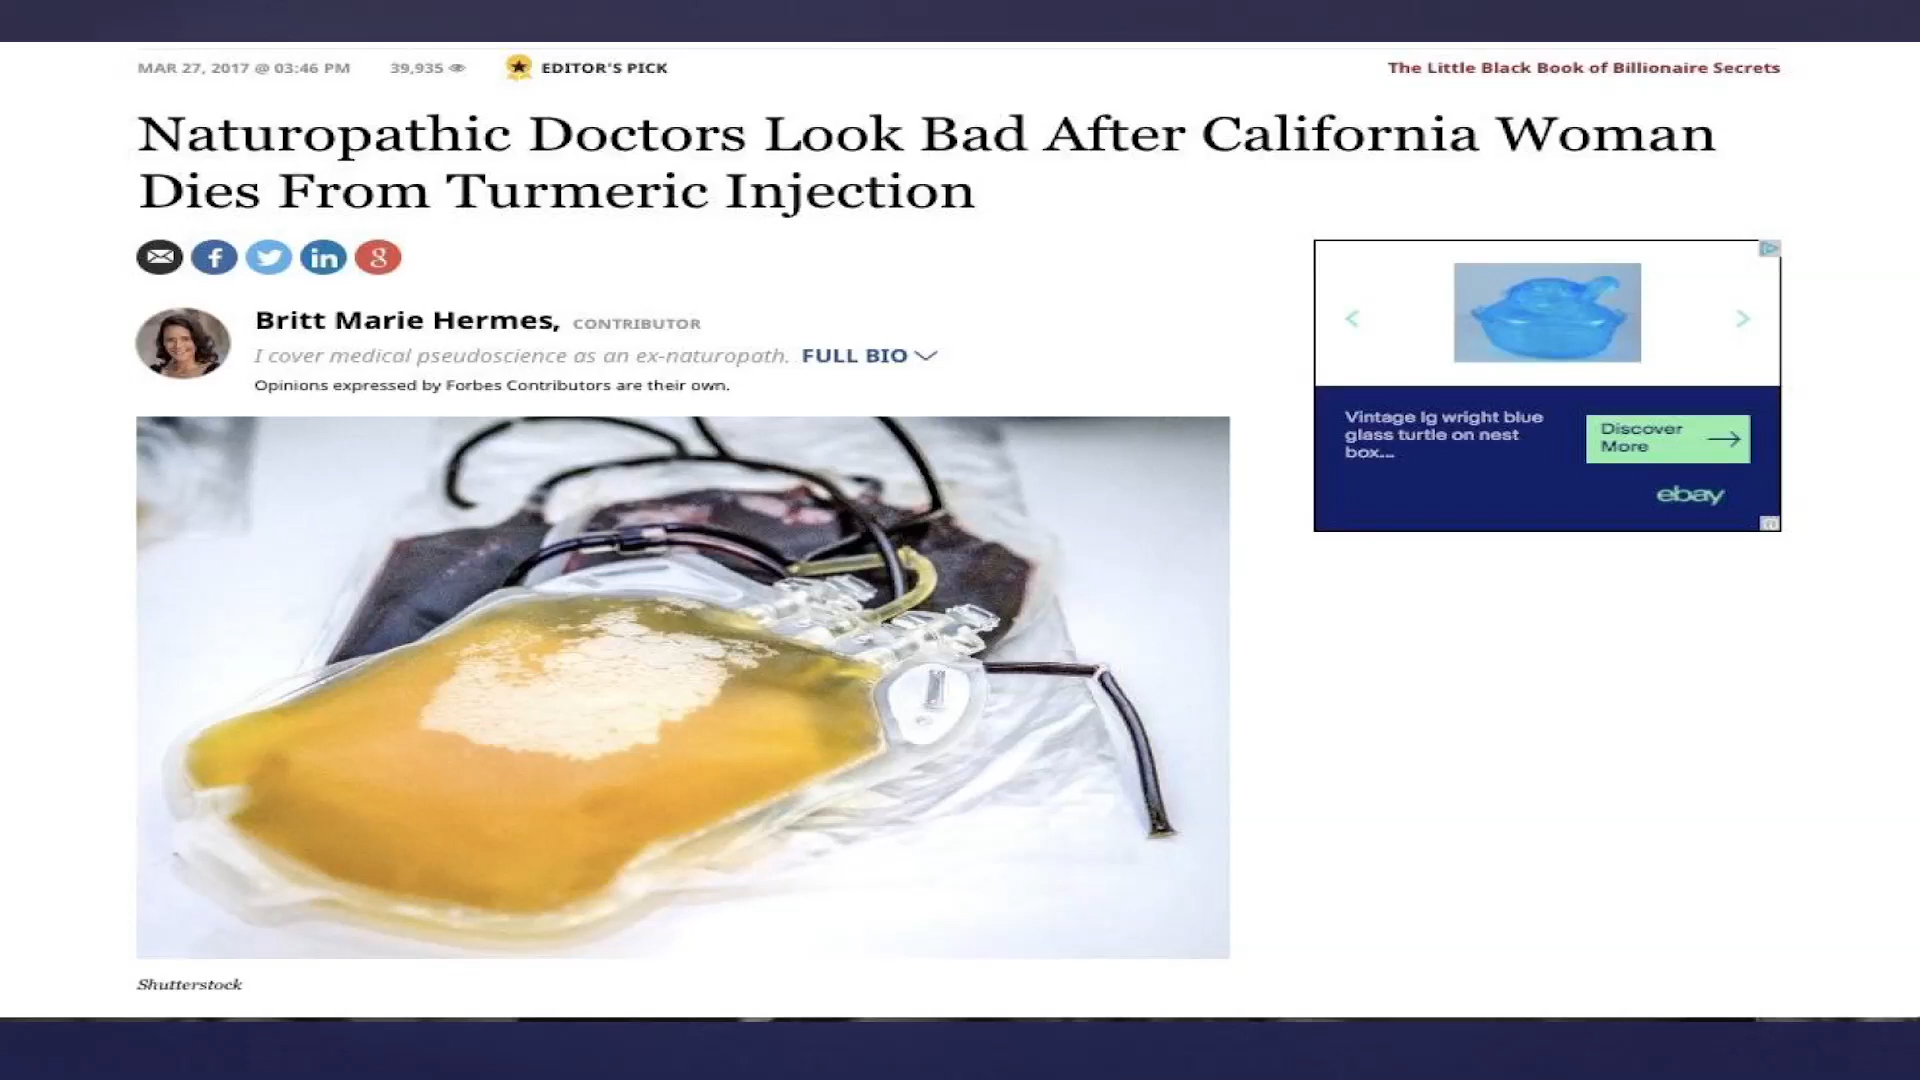 MAR 27, 2017 @ 03:46 PM 39,935 EDITOR'S PICK The Little Black Book of Billionaire Secrets
Naturopathic Doctors Look Bad After California Woman
Dies From Turmeric Injection
Britt Marie Hermes, CONTRIBUTOR
I cover medical pseudoscience as an ex-naturopath. FULL BIO
Opinions expressed by Forbes Contributors are their own.
Vintage lg wright blue
glass turtle on nest
box...
Discover
More
ebay
Shutterstock